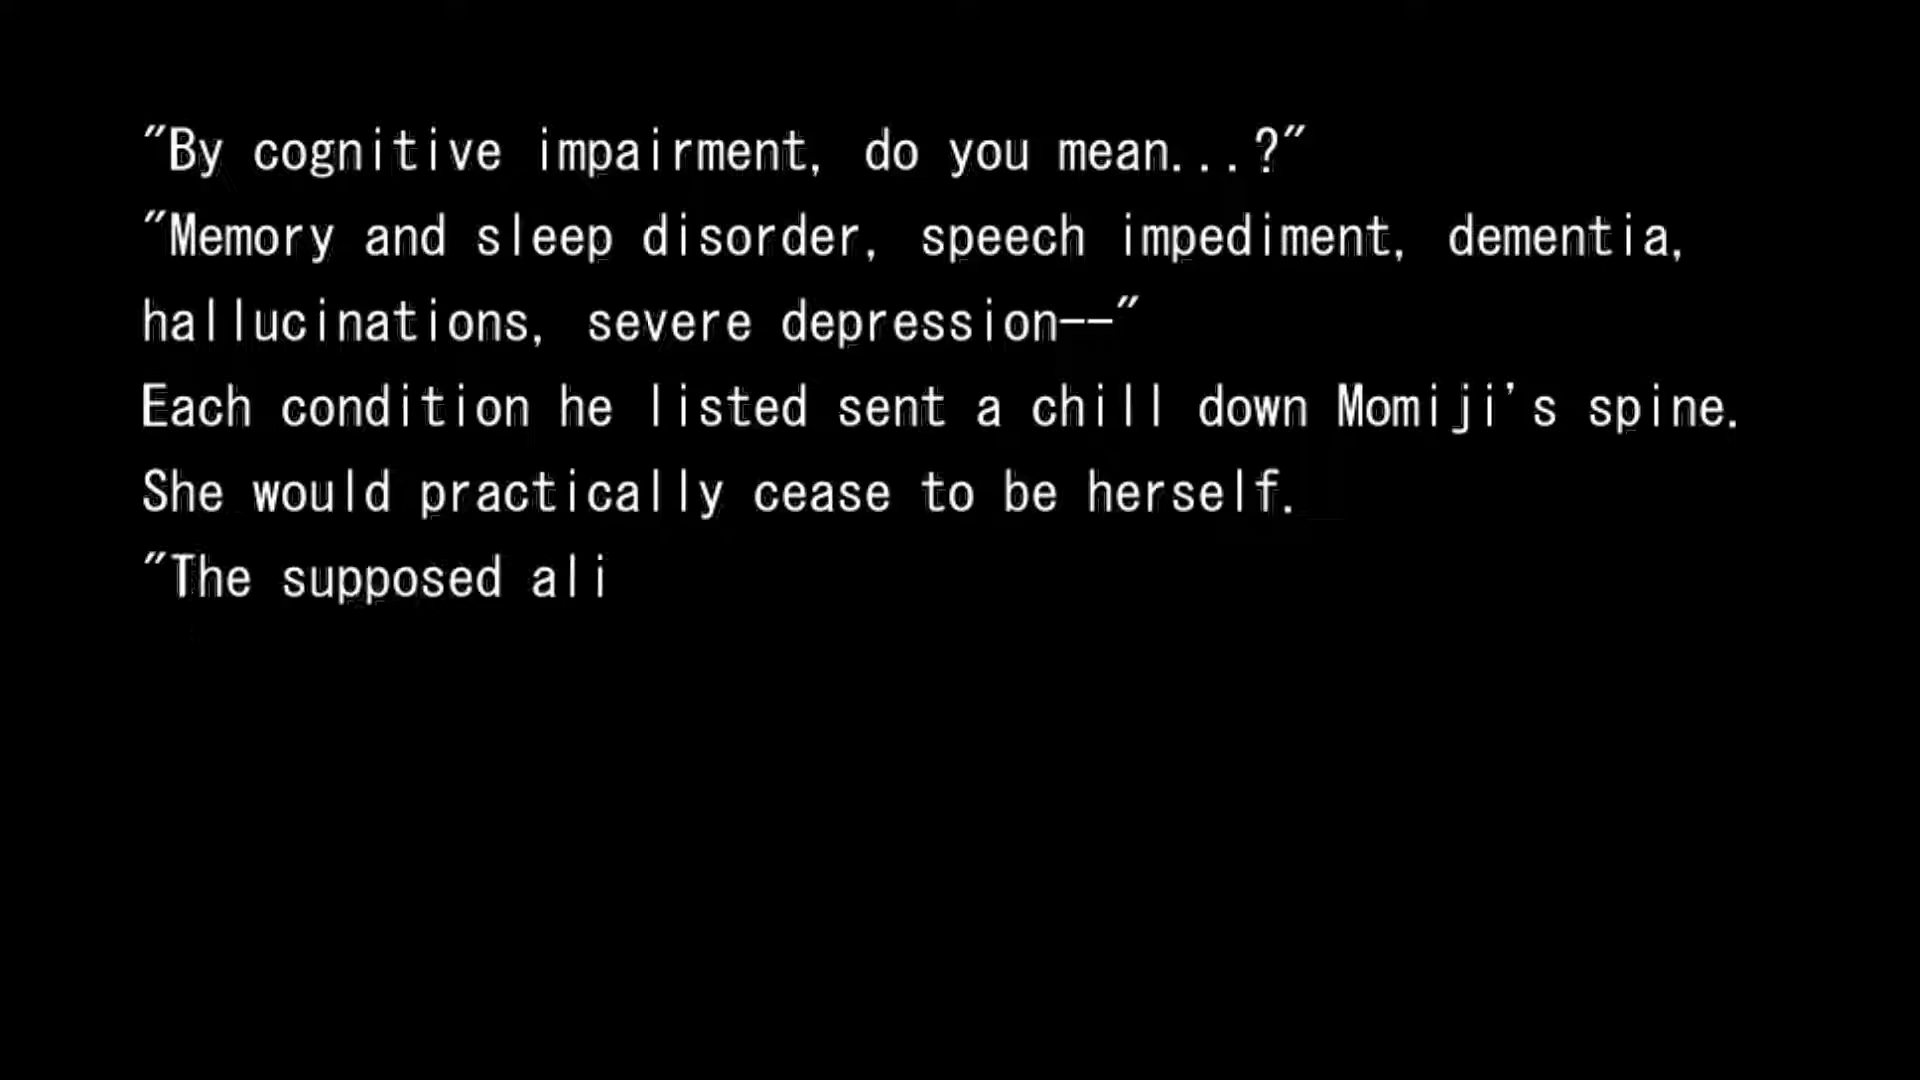 "By cognitive impairment, do you mean...?"
"Memory and sleep disorder, speech impediment, dementia,
hallucinations, severe depression--"
Each condition he listed sent a chill down Momiji's spine.
She would practically cease to be herself.
"The supposed ali